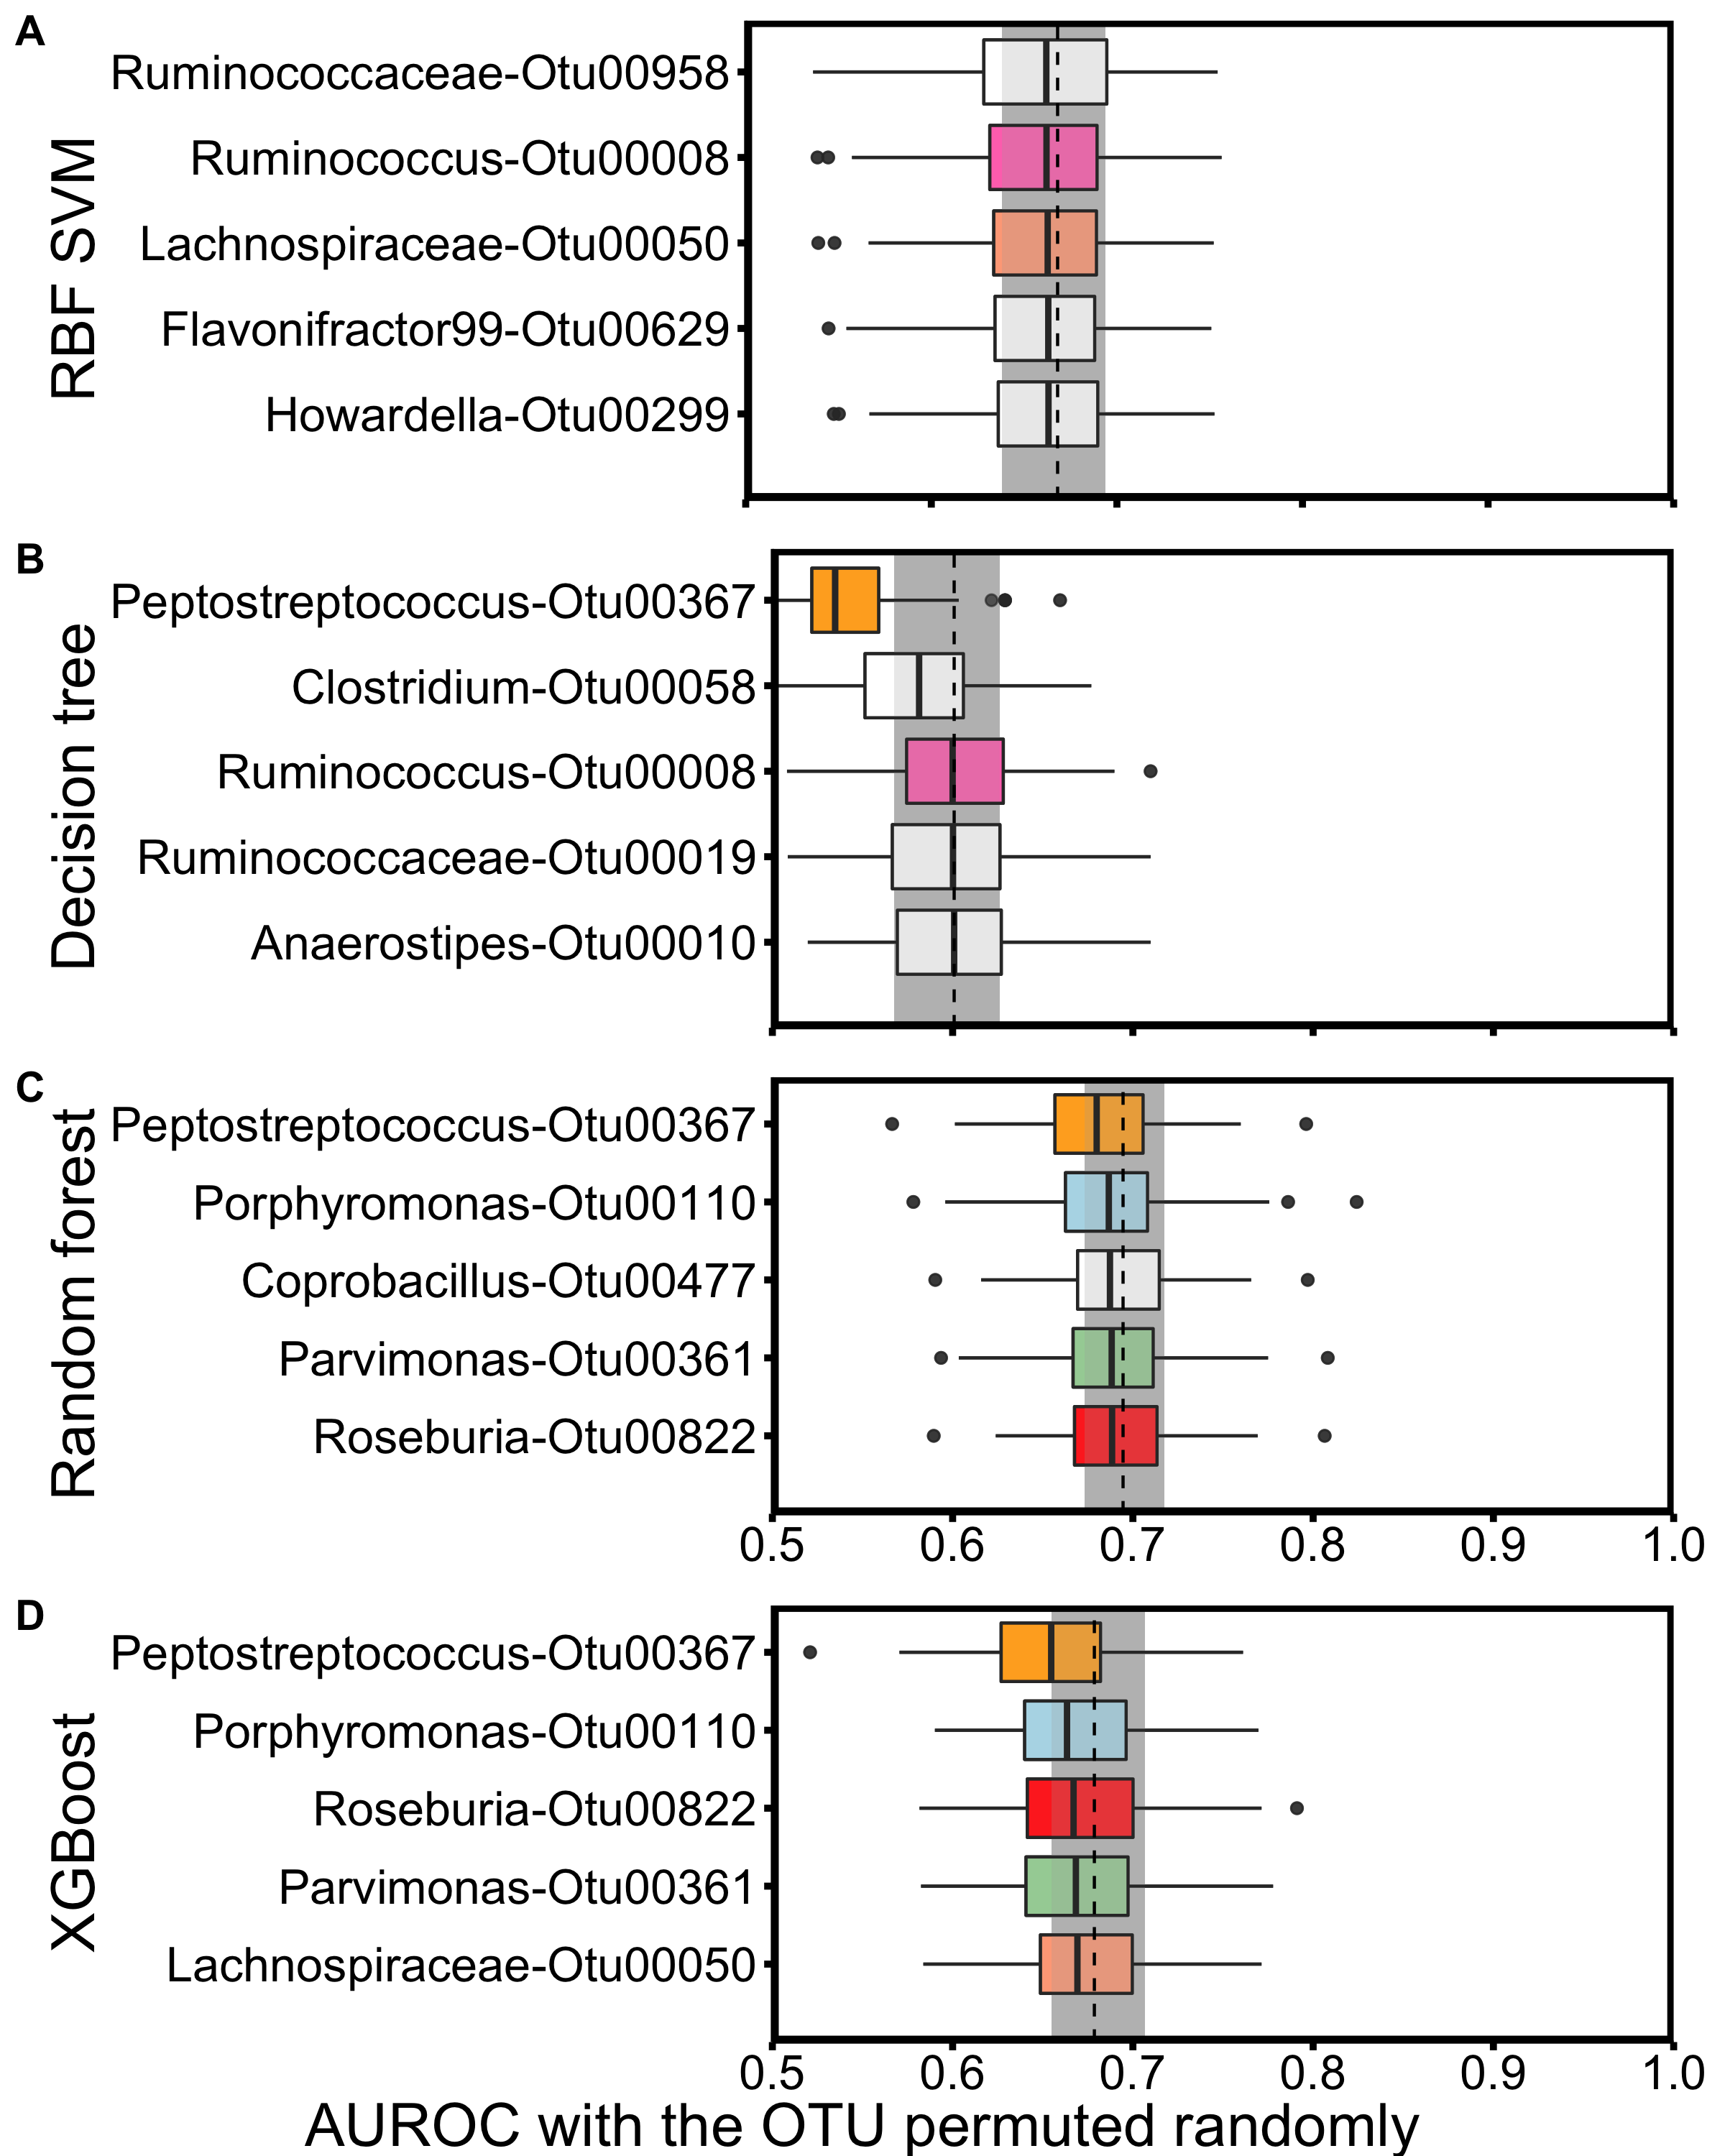 A
RBF SVM
Ruminococcaceae-Otu00958
Ruminococcus-Otu00008
Lachnospiraceae-Otu00050
Flavonifractor99-Otu00629
Howardella-Otu00299
B
Decision tree
Peptostreptococcus-Otu00367
Clostridium-Otu00058
Ruminococcus-Otu00008
Ruminococcaceae-Otu00019
Anaerostipes-Otu00010
C
Random forest
Peptostreptococcus-Otu00367
Porphyromonas-Otu00110
Coprobacillus-Otu00477
Parvimonas-Otu00361
Roseburia-Otu00822
0.5 0.6 0.7 0.8 0.9 1.0
D
XGBoost
Peptostreptococcus-Otu00367
Porphyromonas-Otu00110
Roseburia-Otu00822
Parvimonas-Otu00361
Lachnospiraceae-Otu00050
0.5 0.6 0.7 0.8 0.9 1.0
AUROC with the OTU permuted randomly